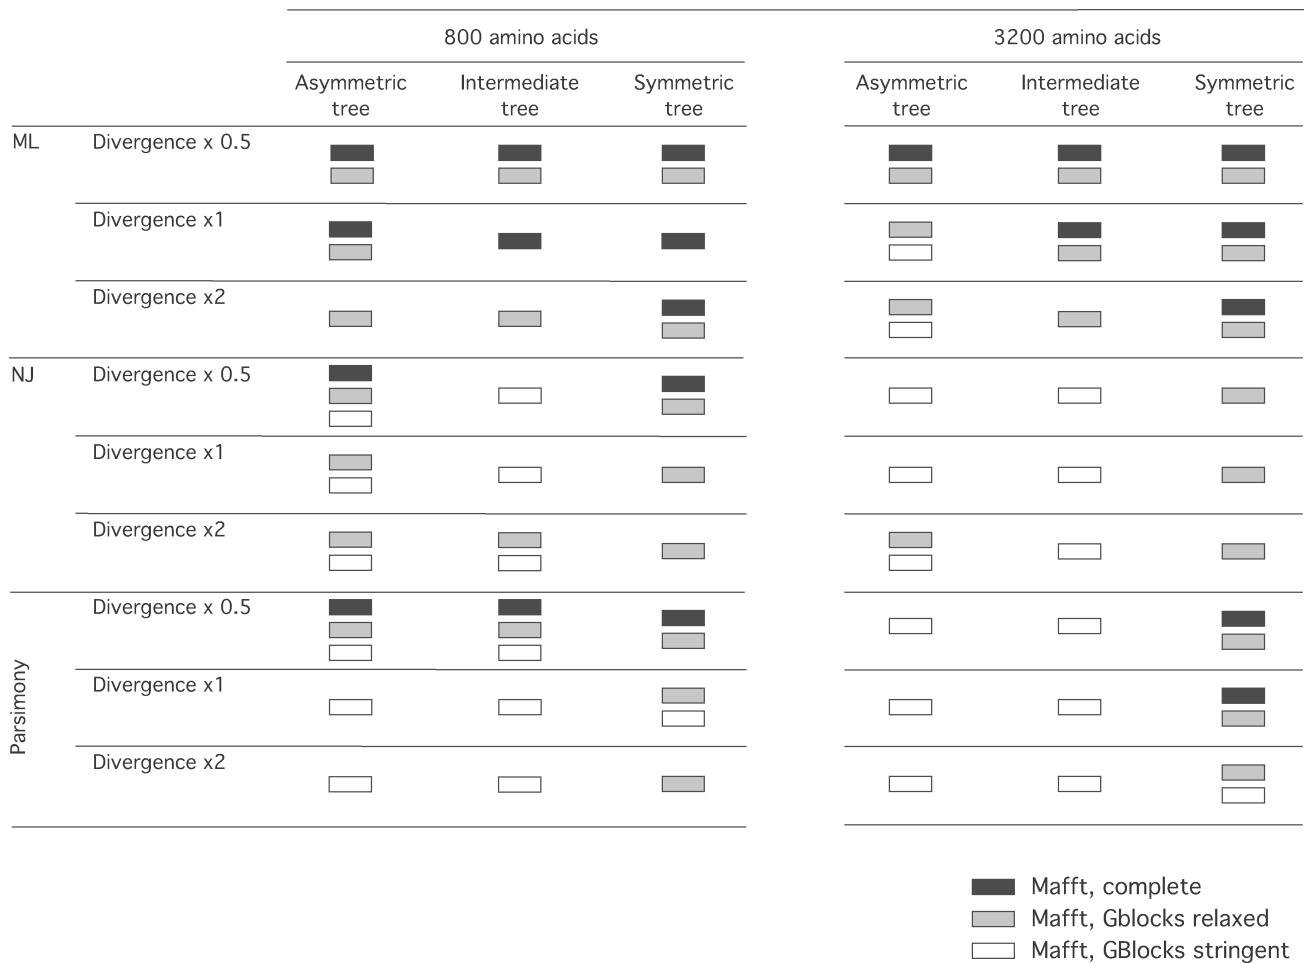 800 amino acids 3200 amino acids
Asymmetric tree Intermediate tree Symmetric tree Asymmetric tree Intermediate tree Symmetric tree
ML Divergence x 0.5
Divergence x1
Divergence x2
NJ Divergence x 0.5
Divergence x1
Divergence x2
Parsimony Divergence x 0.5
Divergence x1
Divergence x2
Mafft, complete
Mafft, Gblocks relaxed
Mafft, GBlocks stringent